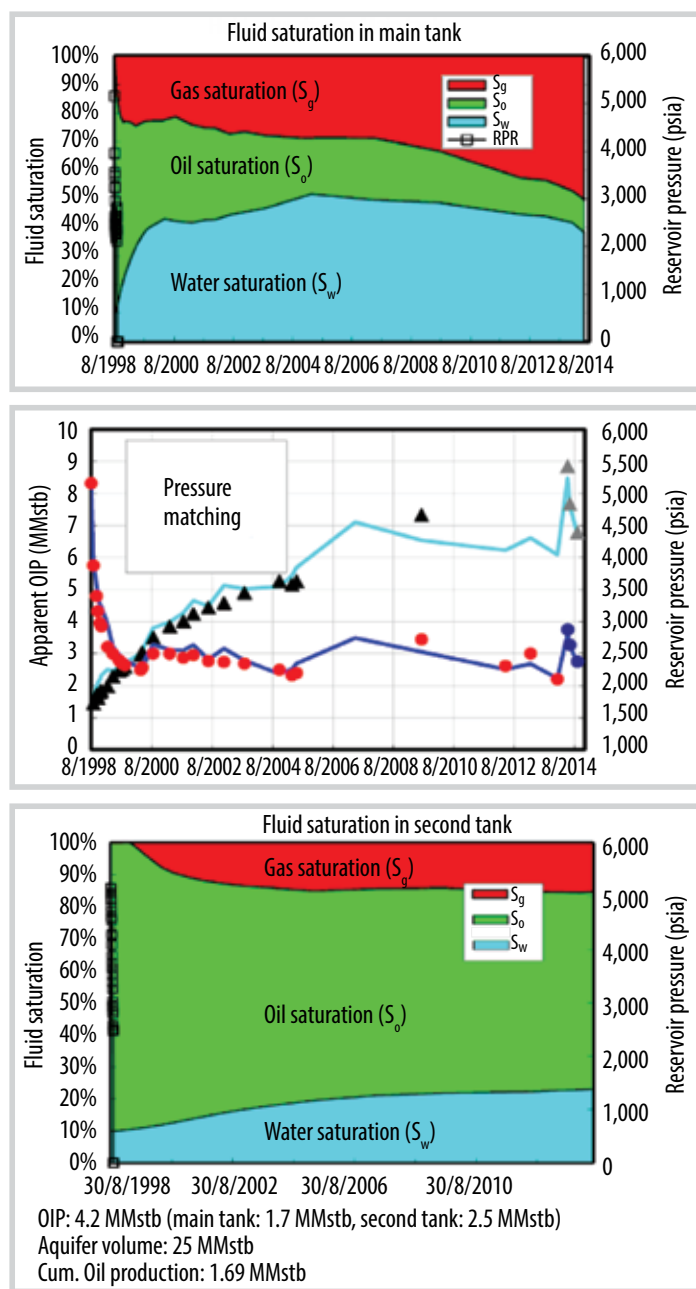 Fluid saturation in main tank
100%
90%
80%
70%
60%
50%
40%
30%
20%
10%
0%
Fluid saturation
Gas saturation (Sg)
Oil saturation (So)
Water saturation (Sw)
Sg
So
Sw
RPR
6,000
5,000
4,000
3,000
2,000
1,000
0
Reservoir pressure (psia)
8/1998 8/2000 8/2002 8/2004 8/2006 8/2008 8/2010 8/2012 8/2014
10
9
8
7
6
5
4
3
2
1
0
Apparent OIP (MMstb)
Pressure
matching
6,000
5,500
5,000
4,500
4,000
3,500
3,000
2,500
2,000
1,500
1,000
Reservoir pressure (psia)
8/1998 8/2000 8/2002 8/2004 8/2006 8/2008 8/2010 8/2012 8/2014
Fluid saturation in second tank
100%
90%
80%
70%
60%
50%
40%
30%
20%
10%
0%
Fluid saturation
Gas saturation (Sg)
Oil saturation (So)
Water saturation (Sw)
Sg
So
Sw
6,000
5,000
4,000
3,000
2,000
1,000
0
Reservoir pressure (psia)
30/8/1998 30/8/2002 30/8/2006 30/8/2010
OIP: 4.2 MMstb (main tank: 1.7 MMstb, second tank: 2.5 MMstb)
Aquifer volume: 25 MMstb
Cum. Oil production: 1.69 MMstb